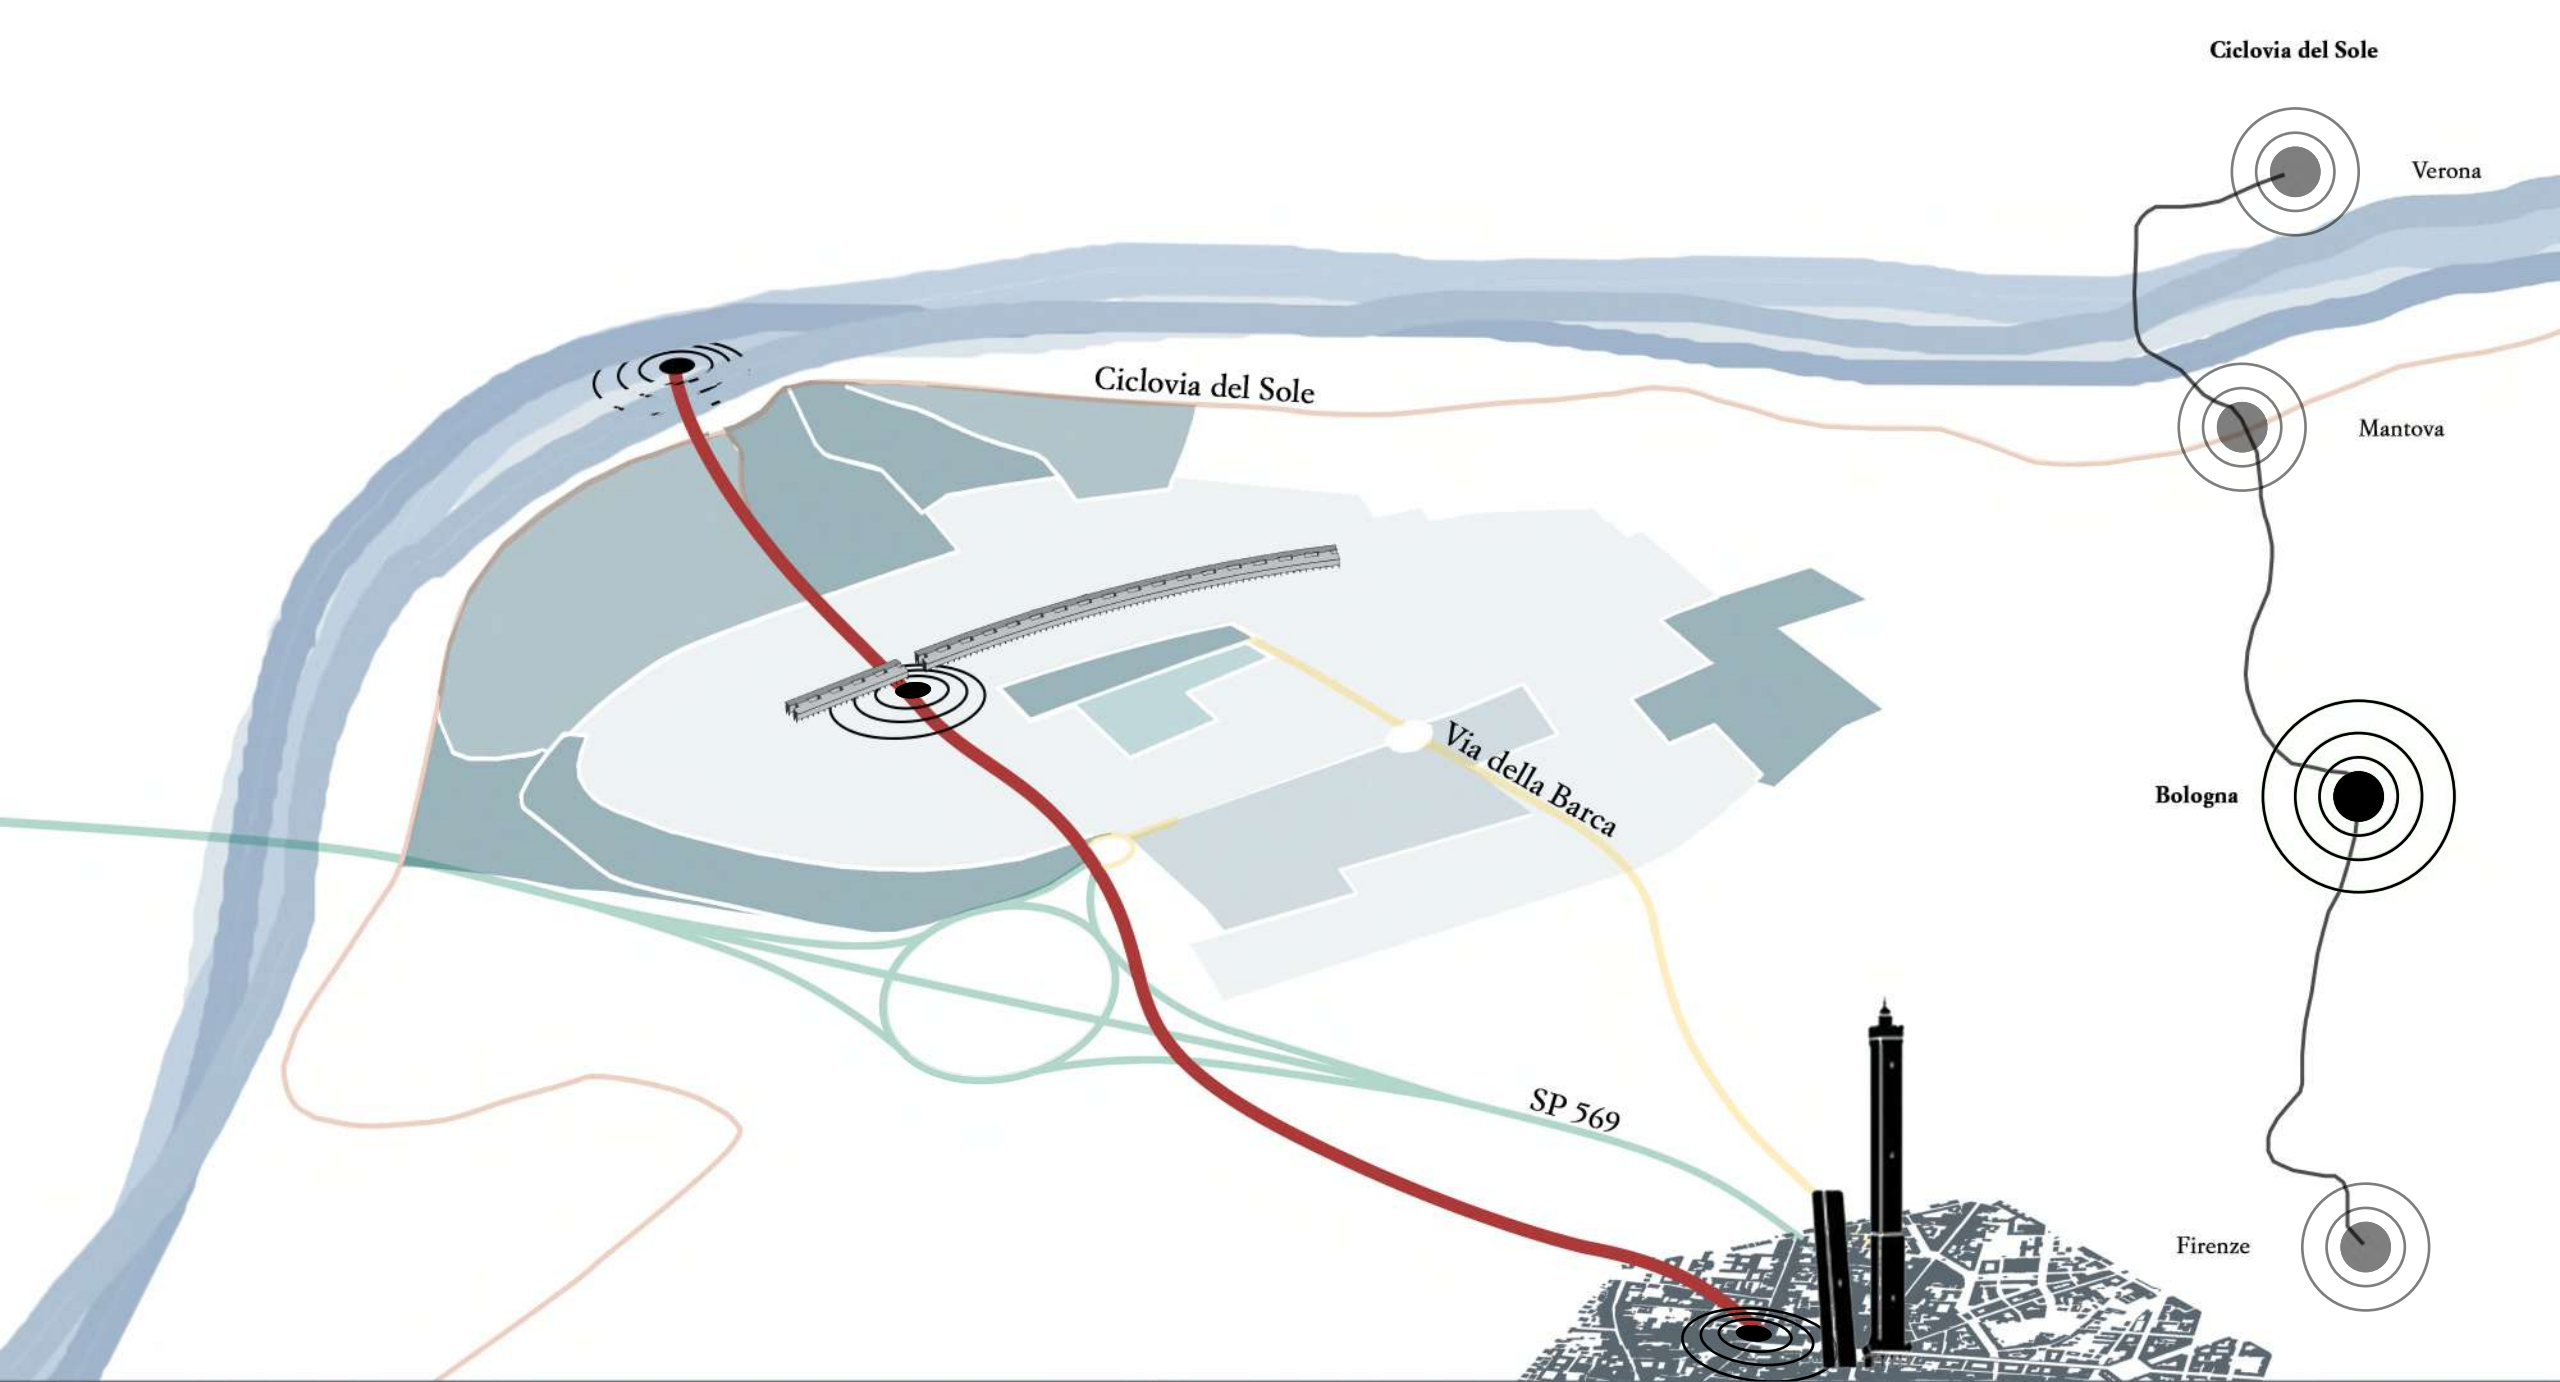 Ciclovia del Sole
Verona
Ciclovia del Sole
Mantova
Via della Barca
Bologna
SP 569
Firenze